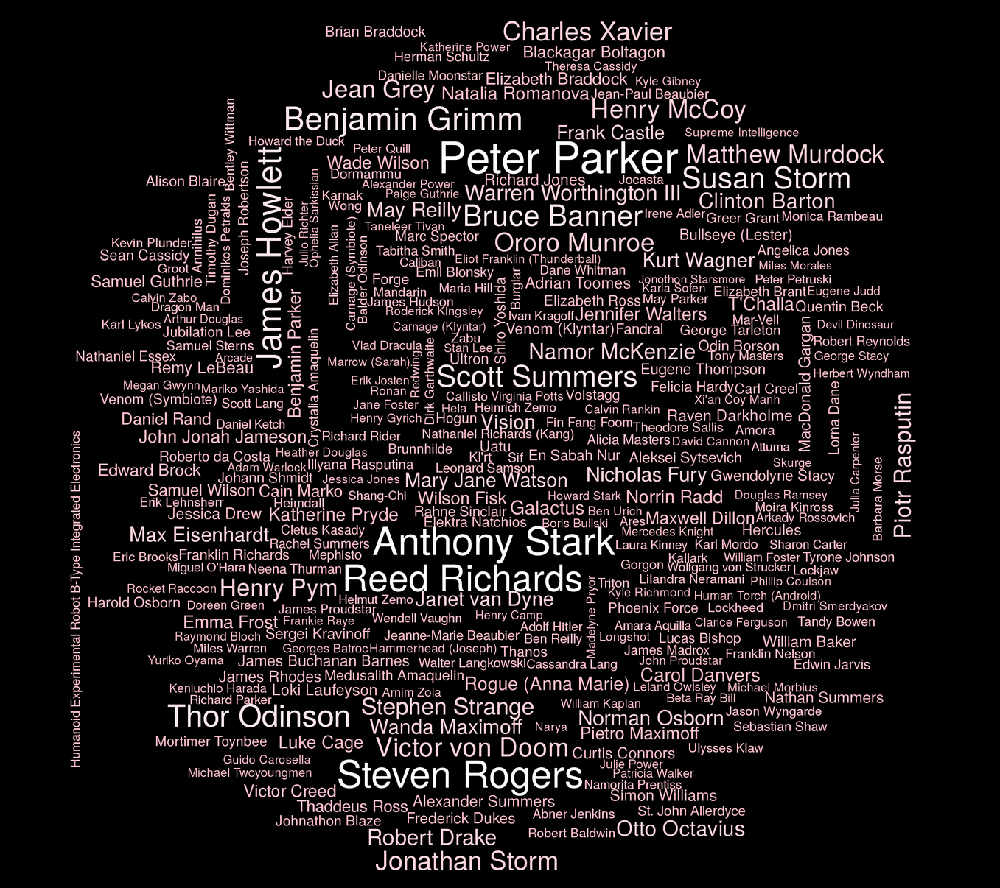 Brian Braddock
Charles Xavier
Katherine Power
Blackagar Boltagon
Herman Schultz
Theresa Cassidy
Danielle Moonstar
Elizabeth Braddock
Kyle Gibney
Jean Grey
Natalia Romanova
Jean-Paul Beaubier
Henry McCoy
Benjamin Grimm
Bentley Wittman
Frank Castle
Supreme Intelligence
Howard the Duck
Peter Quill
Peter Parker
Matthew Murdock
Wade Wilson
James Howlett
Joseph Robertson
Alison Blaire
Dormammu
Richard Jones
Jocasta
Susan Storm
Alexander Power
Ophelia Sarkissian
Karnak
Paige Guthrie
Warren Worthington III
Clinton Barton
Timothy Dugan
Dominikos Petrakis
Harvey Elder
Julio Richter
Wong
May Reilly
Bruce Banner
Irene Adler
Greer Grant
Monica Rambeau
Annihilus
Elizabeth Allan
Carnage (Symbiote)
Balder Odinson
Taneleer Tivan
Marc Spector
Ororo Munroe
Bullseye (Lester)
Kevin Plunder
Sean Cassidy
Tabitha Smith
Angelica Jones
Eliot Franklin (Thunderball)
Kurt Wagner
Caliban
Miles Morales
Groot
Emil Blonsky
Burglar
Dane Whitman
Samuel Guthrie
Forge
Maria Hill
Adrian Toomes
Jonothon Starsmore
Peter Petruski
Karla Sofen
Elizabeth Brant
Eugene Judd
Calvin Zabo
Mandarin
Dragon Man
James Hudson
Shiro Yoshida
Elizabeth Ross
May Parker
T'Challa
Quentin Beck
Benjamin Parker
Roderick Kingsley
Ivan Kragoff
Jennifer Walters
Arthur Douglas
Karl Lykos
Carnage (Klyntar)
Venom (Klyntar)
Fandral
Mar-Vell
George Tarleton
Devil Dinosaur
Jubilation Lee
Zabu
Samuel Sterns
Vlad Dracula
Stan Lee
Odin Borson
Robert Reynolds
Nathaniel Essex
Arcade
Namor McKenzie
Tony Masters
George Stacy
Remy LeBeau
Crystalia Amaquelin
Marrow (Sarah)
Ultron
Redwing
Dirk Garthwaite
Scott Summers
Eugene Thompson
MacDonald Gargan
Herbert Wyndham
Megan Gwynn
Mariko Yashida
Erik Josten
Ronan
Felicia Hardy
Carl Creel
Lorna Dane
Venom (Symbiote)
Scott Lang
Callisto
Virginia Potts
Volstagg
Xi'an Coy Manh
Jane Foster
Hela
Heinrich Zemo
Calvin Rankin
Daniel Rand
Daniel Ketch
Henry Gyrich
Hogun
Vision
Fin Fang Foom
Raven Darkholme
Theodore Sallis
Amora
John Jonah Jameson
Richard Rider
Nathaniel Richards (Kang)
Alicia Masters
David Cannon
Attuma
Piotr Rasputin
Roberto da Costa
Heather Douglas
Brunnhilde
Uatu
Kl'rt
Sif
En Sabah Nur
Aleksei Sytsevich
Skurge
Julia Carpenter
Edward Brock
Adam Warlock
Illyana Rasputina
Leonard Samson
Johann Shmidt
Jessica Jones
Mary Jane Watson
Nicholas Fury
Gwendolyne Stacy
Barbara Morse
Samuel Wilson
Cain Marko
Shang-Chi
Wilson Fisk
Howard Stark
Norrin Radd
Douglas Ramsey
Erik Lehnsherr
Heimdall
Jessica Drew
Katherine Pryde
Rahne Sinclair
Galactus
Ben Urich
Moira Kinross
Elektra Natchios
Boris Bullski
Ares
Maxwell Dillon
Arkady Rossovich
Max Eisenhardt
Cletus Kasady
Anthony Stark
Mercedes Knight
Hercules
Rachel Summers
Laura Kinney
Karl Mordo
Sharon Carter
Eric Brooks
Franklin Richards
Mephisto
Kallark
William Foster
Tyrone Johnson
Miguel O'Hara
Neena Thurman
Reed Richards
Gorgon
Wolfgang von Strucker
Lockjaw
Humanoid Experimental Robot B-Type Integrated Electronics
Rocket Raccoon
Henry Pym
Madelyne Pryor
Triton
Lilandra Neramani
Phillip Coulson
Kyle Richmond
Human Torch (Android)
Harold Osborn
Doreen Green
Helmut Zemo
Janet van Dyne
James Proudstar
Phoenix Force
Lockheed
Dmitri Smerdyakov
Emma Frost
Frankie Raye
Wendell Vaughn
Henry Camp
Adolf Hitler
Amara Aquilla
Clarice Ferguson
Tandy Bowen
Raymond Bloch
Sergei Kravinoff
Jeanne-Marie Beaubier
Ben Reilly
Longshot
Lucas Bishop
William Baker
Miles Warren
Georges Batroc
Hammerhead (Joseph)
Thanos
James Madrox
Franklin Nelson
Yuriko Oyama
James Buchanan Barnes
Walter Langkowski
Cassandra Lang
John Proudstar
Edwin Jarvis
James Rhodes
Medusalith Amaquelin
Rogue (Anna Marie)
Carol Danvers
Keniuchio Harada
Loki Laufeyson
Arnim Zola
Leland Owlsley
Michael Morbius
Richard Parker
William Kaplan
Beta Ray Bill
Nathan Summers
Thor Odinson
Stephen Strange
Norman Osborn
Jason Wyngarde
Wanda Maximoff
Narya
Pietro Maximoff
Sebastian Shaw
Mortimer Toynbee
Luke Cage
Victor von Doom
Curtis Connors
Ulysses Klaw
Guido Carosella
Julie Power
Michael Twoyoungmen
Steven Rogers
Patricia Walker
Namorita Prentiss
Victor Creed
Simon Williams
Thaddeus Ross
Alexander Summers
Abner Jenkins
St. John Allerdyce
Johnathon Blaze
Frederick Dukes
Robert Drake
Robert Baldwin
Otto Octavius
Jonathan Storm